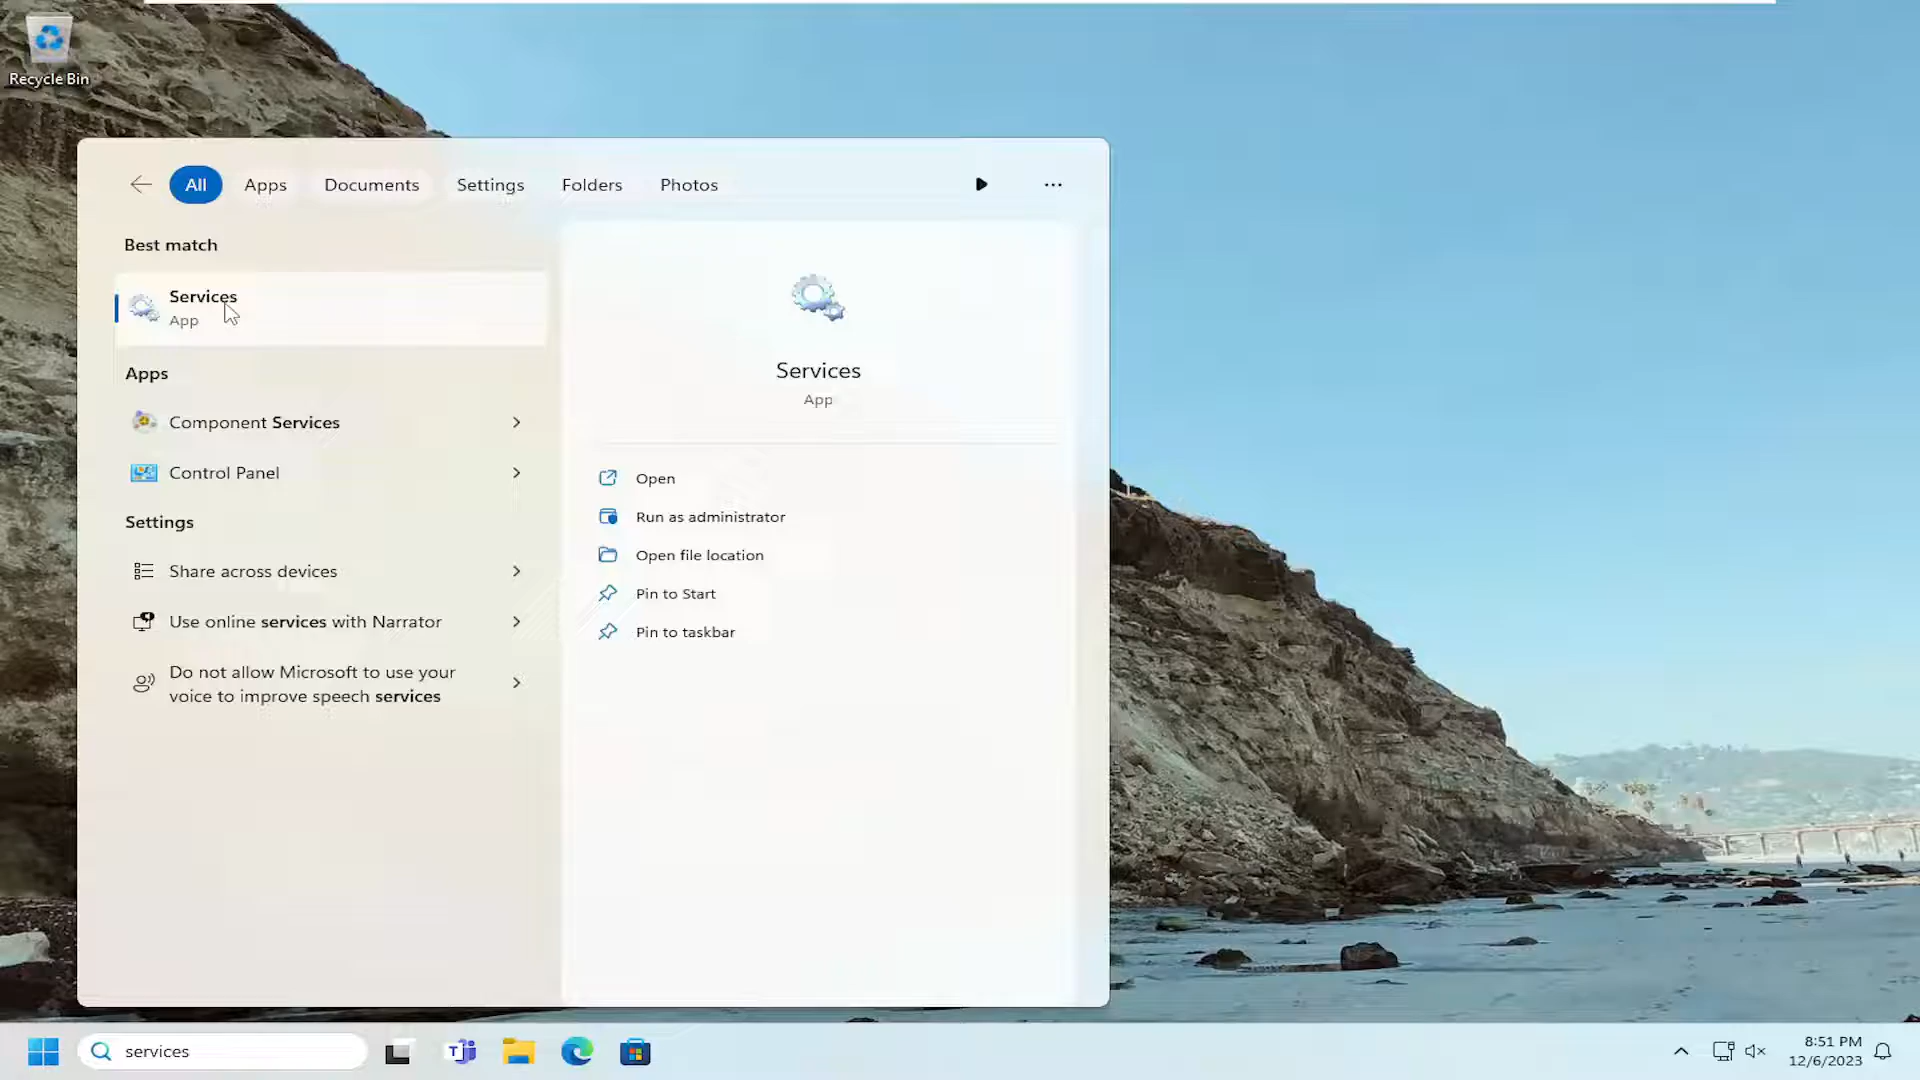 Recycle Bin
All
Apps
Documents
Settings
Folders
Photos
Best match
Services
App
Apps
Component Services
Control Panel
Settings
Share across devices
Use online services with Narrator
Do not allow Microsoft to use your
voice to improve speech services
Services
App
Open
Run as administrator
Open file location
Pin to Start
Pin to taskbar
services
8:51 PM
12/6/2023